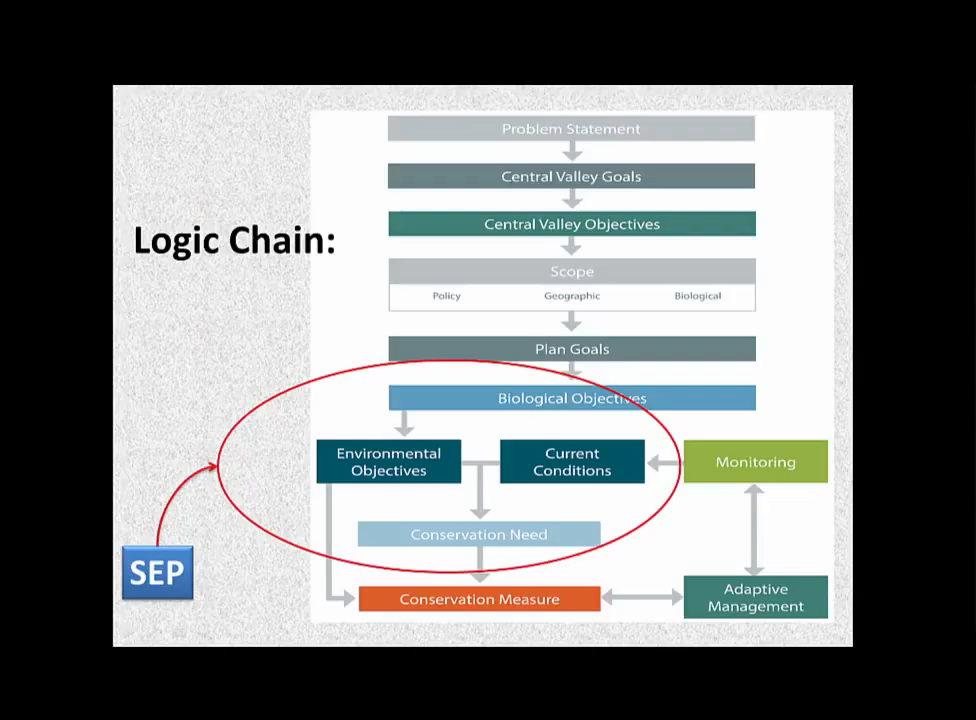 Problem Statement
Central Valley Goals
Central Valley Objectives
Logic Chain:
Scope
Policy Geographic Biological
Plan Goals
Biological Objectives
Environmental
Objectives
Current
Conditions
Monitoring
Conservation Need
SEP
Conservation Measure
Adaptive
Management